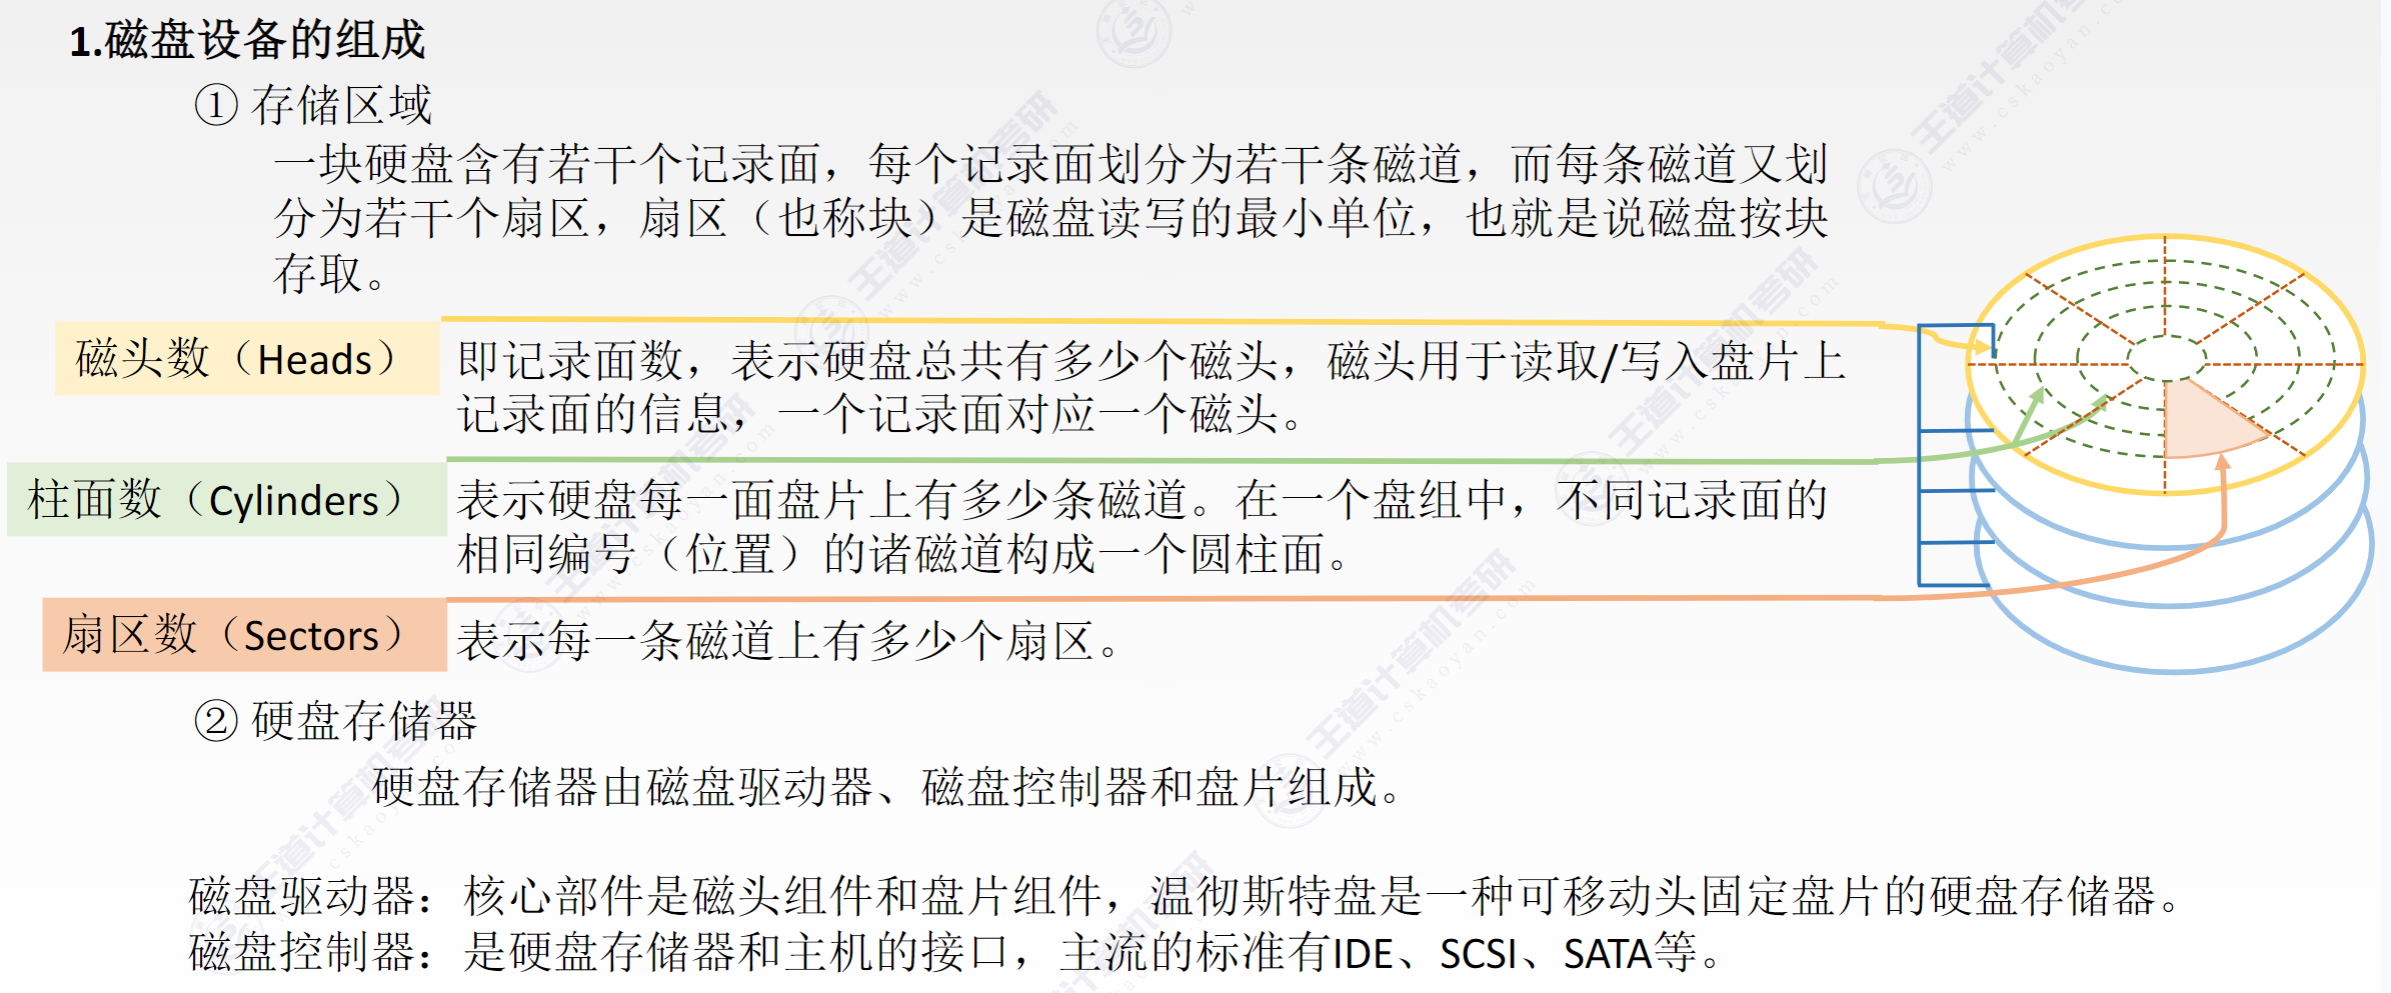 1.磁盘设备的组成
① 存储区域
一块硬盘含有若干个记录面，每个记录面划分为若干条磁道，而每条磁道又划
分为若干个扇区，扇区（也称块）是磁盘读写的最小单位，也就是说磁盘按块
存取。
磁头数（Heads）
即记录面数，表示硬盘总共有多少个磁头，磁头用于读取/写入盘片上
记录面的信息，一个记录面对应一个磁头。
柱面数（Cylinders）
表示硬盘每一面盘片上有多少条磁道。在一个盘组中，不同记录面的
相同编号（位置）的诸磁道构成一个圆柱面。
扇区数（Sectors）
表示每一条磁道上有多少个扇区。
② 硬盘存储器
硬盘存储器由磁盘驱动器、磁盘控制器和盘片组成。
磁盘驱动器：核心部件是磁头组件和盘片组件，温彻斯特盘是一种可移动头固定盘片的硬盘存储器。
磁盘控制器：是硬盘存储器和主机的接口，主流的标准有IDE、SCSI、SATA等。
王道计算机考研
www.cskaoyan.com